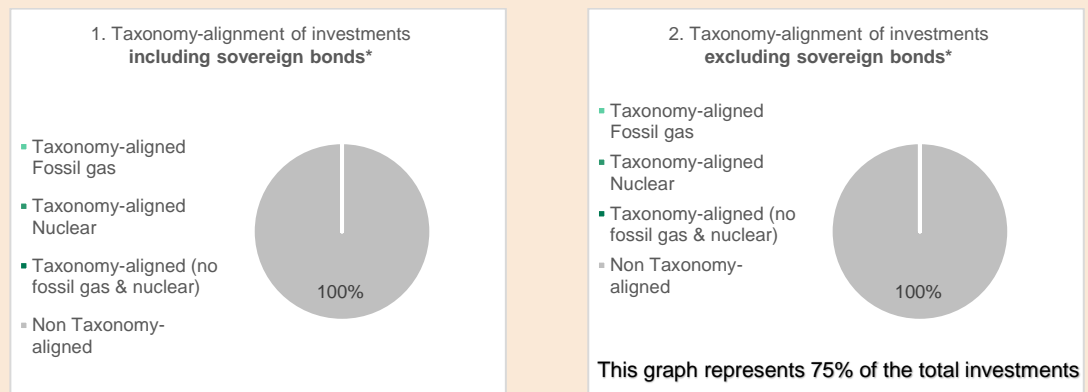 1. Taxonomy-alignment of investments
including sovereign bonds*
Taxonomy-aligned
Fossil gas
Taxonomy-aligned
Nuclear
Taxonomy-aligned (no
fossil gas & nuclear)
Non Taxonomy-
aligned
100%
2. Taxonomy-alignment of investments
excluding sovereign bonds*
Taxonomy-aligned
Fossil gas
Taxonomy-aligned
Nuclear
Taxonomy-aligned (no
fossil gas & nuclear)
Non Taxonomy-
aligned
100%
This graph represents 75% of the total investments